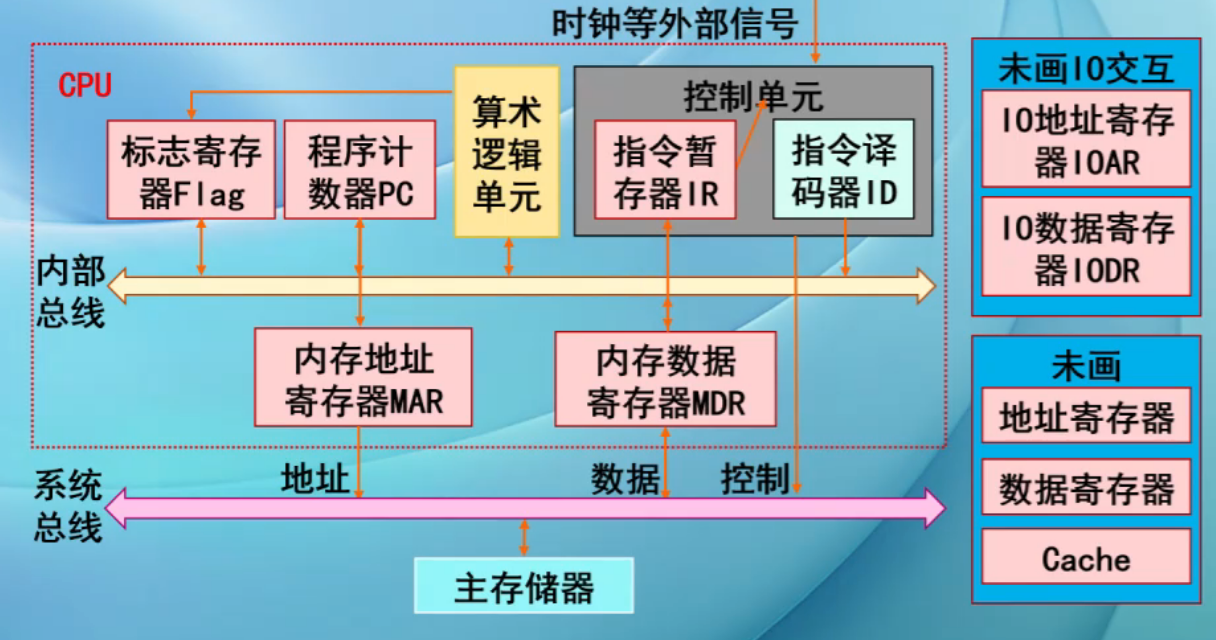 时钟等外部信号
CPU
标志寄存
器Flag
程序计
数器PC
算术
逻辑
单元
控制单元
指令暂
存器IR
指令译
码器ID
内部
总线
内存地址
寄存器MAR
内存数据
寄存器MDR
地址
数据
控制
系统
总线
主存储器
未画IO交互
IO地址寄存
器IOAR
IO数据寄存
器IODR
未画
地址寄存器
数据寄存器
Cache